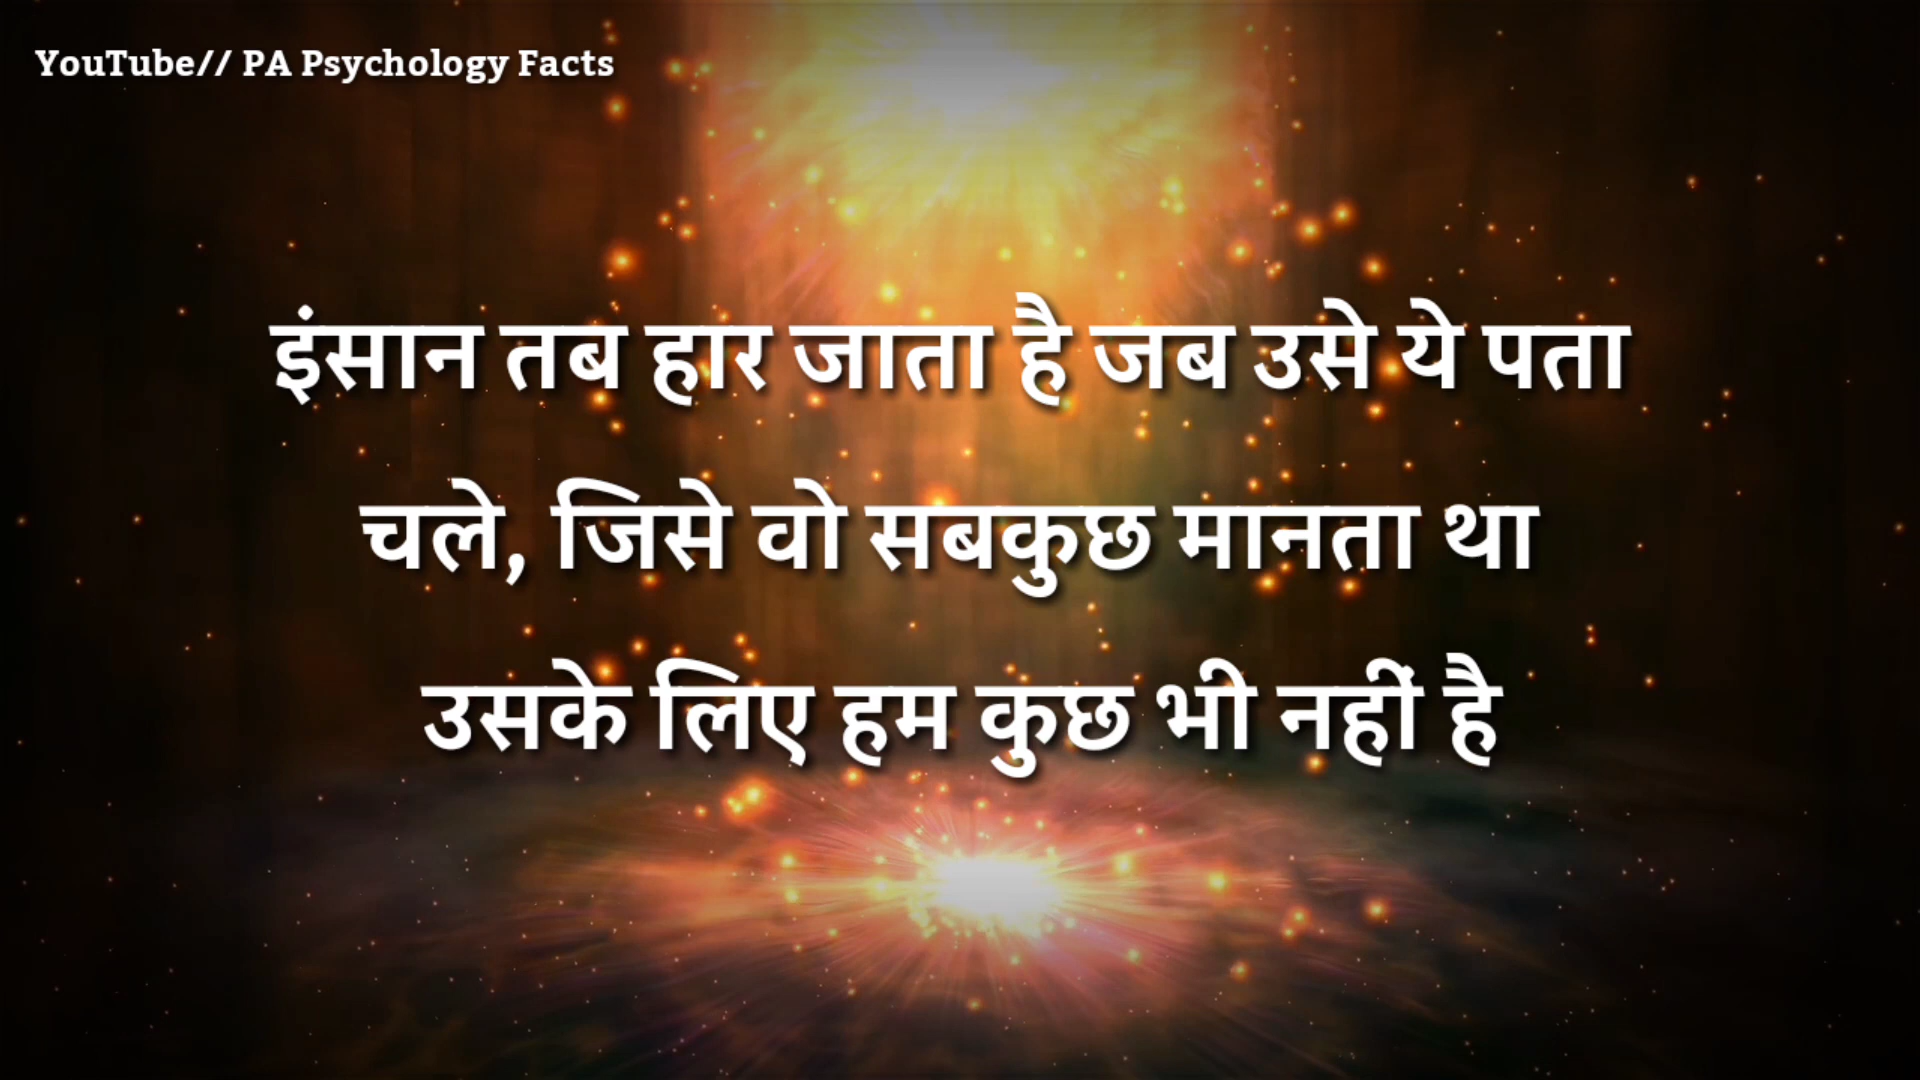 YouTube// PA Psychology Facts
इंसान तब हार जाता है जब उसे ये पता
चले, जिसे वो सबकुछ मानता था
उसके लिए हम कुछ भी नहीं है